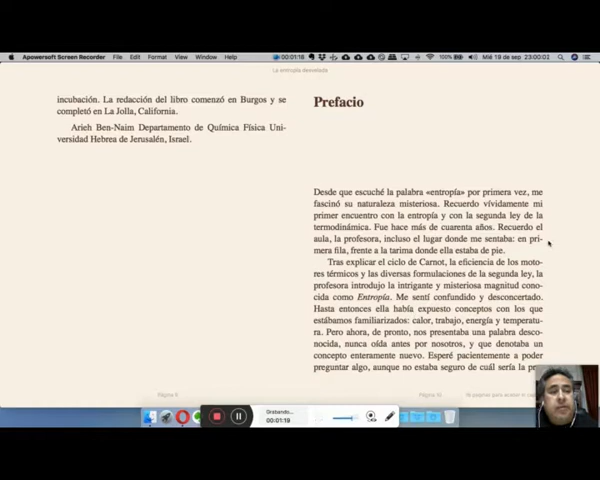 Apowersoft Screen Recorder File Edit Window Help
00:01:18
100%
Mié 19 de sep 23:00:02
La entropía desvelada
incubación. La redacción del libro comenzó en Burgos y se
completó en La Jolla, California.
Arieh Ben-Naim Departamento de Química Física Uni-
versidad Hebrea de Jerusalén, Israel.
Página 9
Prefacio
Desde que escuché la palabra «entropía» por primera vez, me
fascinó su naturaleza misteriosa. Recuerdo vívidamente mi
primer encuentro con la entropía y con la segunda ley de la
termodinámica. Fue hace más de cuarenta años. Recuerdo el
aula, la profesora, incluso el lugar donde me sentaba: en pri-
mera fila, frente a la tarima donde ella estaba de pie.
Tras explicar el ciclo de Carnot, la eficiencia de los moto-
res térmicos y las diversas formulaciones de la segunda ley, la
profesora introdujo la intrigante y misteriosa magnitud cono-
cida como Entropía. Me sentí confundido y desconcertado.
Hasta entonces ella había expuesto conceptos con los que
estábamos familiarizados: calor, trabajo, energía y temperatu-
ra. Pero ahora, de pronto, nos presentaba una palabra desco-
nocida, nunca oída antes por nosotros, y que denotaba un
concepto enteramente nuevo. Esperé pacientemente a poder
preguntar algo, aunque no estaba seguro de cuál sería la
Página 10
Grabando...
00:01:19